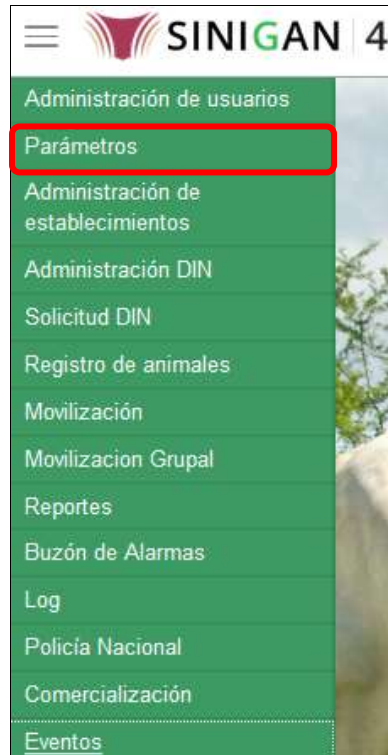 SINIGAN 4
Administración de usuarios
Parámetros
Administración de
establecimientos
Administración DIN
Solicitud DIN
Registro de animales
Movilización
Movilizacion Grupal
Reportes
Buzón de Alarmas
Log
Policía Nacional
Comercialización
Eventos